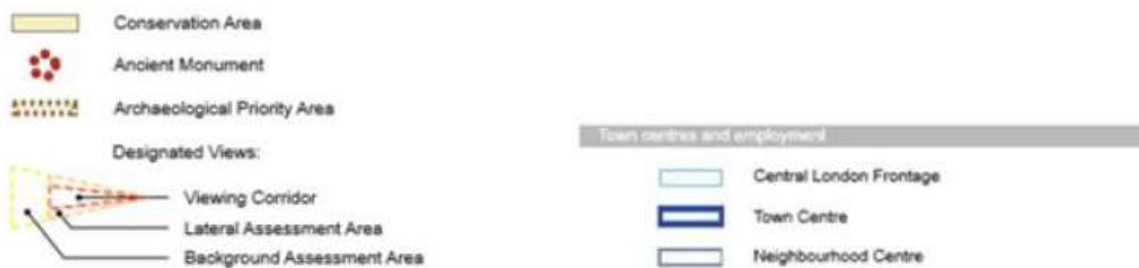 Conservation Area
Ancient Monument
Archaeological Priority Area
Designated Views:
Viewing Corridor
Lateral Assessment Area
Background Assessment Area
Town centres and employment
Central London Frontage
Town Centre
Neighbourhood Centre